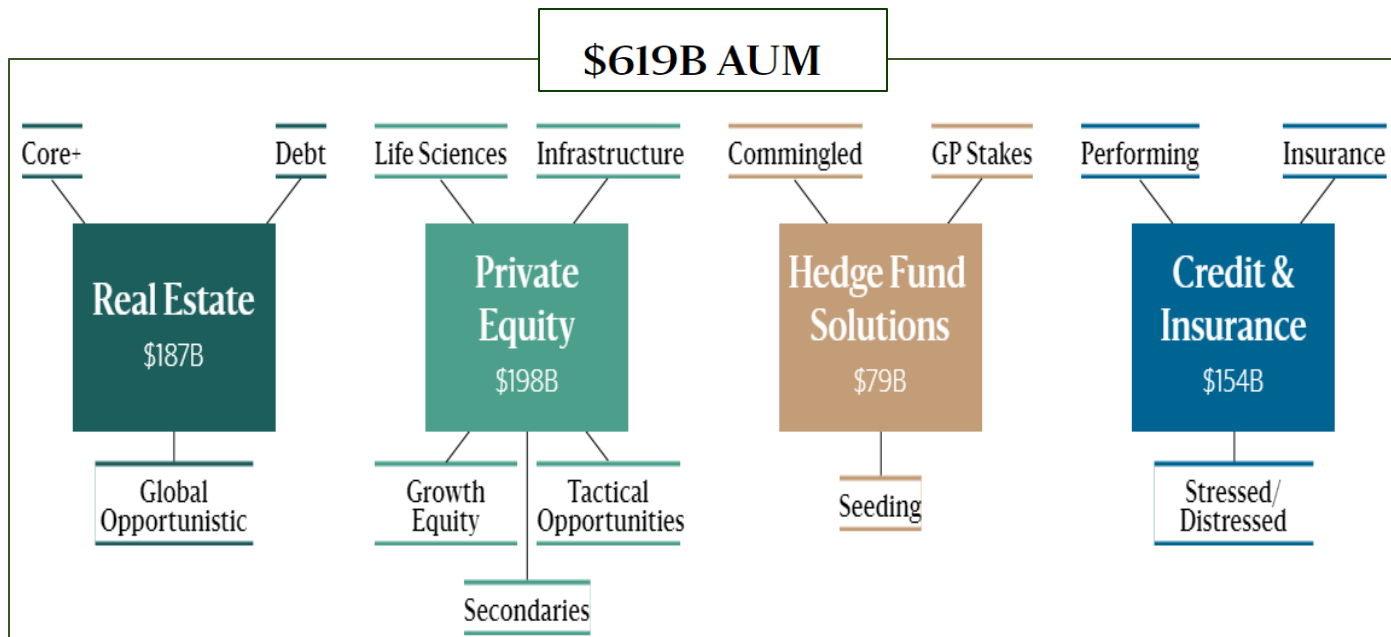 $619B AUM
Core+
Debt
Life Sciences
Infrastructure
Commingled
GP Stakes
Performing
Insurance
Real Estate
$187B
Private
Equity
$198B
Hedge Fund
Solutions
$79B
Credit &
Insurance
$154B
Global
Opportunistic
Growth
Equity
Tactical
Opportunities
Secondaries
Seeding
Stressed/
Distressed